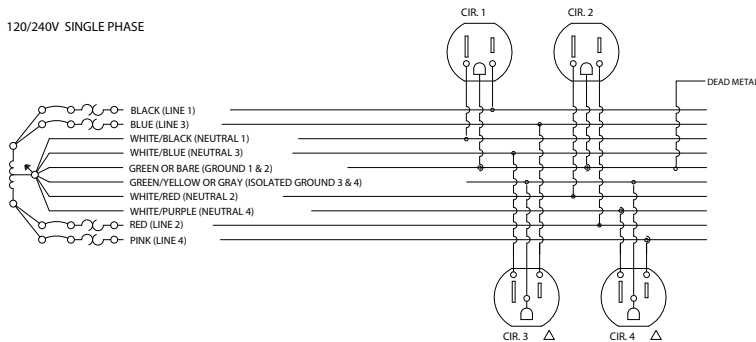 120/240V SINGLE PHASE
CIR. 1
CIR. 2
DEAD METAL
BLACK (LINE 1)
BLUE (LINE 3)
WHITE/BLACK (NEUTRAL 1)
WHITE/BLUE (NEUTRAL 3)
GREEN OR BARE (GROUND 1 & 2)
GREEN/YELLOW OR GRAY (ISOLATED GROUND 3 & 4)
WHITE/RED (NEUTRAL 2)
WHITE/PURPLE (NEUTRAL 4)
RED (LINE 2)
PINK (LINE 4)
CIR. 3
CIR. 4